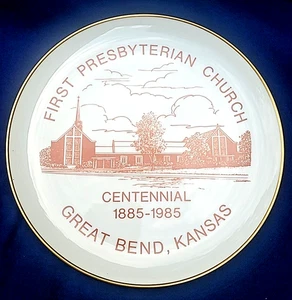 FIRST PRESBYTERIAN CHURCH
CENTENNIAL
1885-1985
GREAT BEND, KANSAS